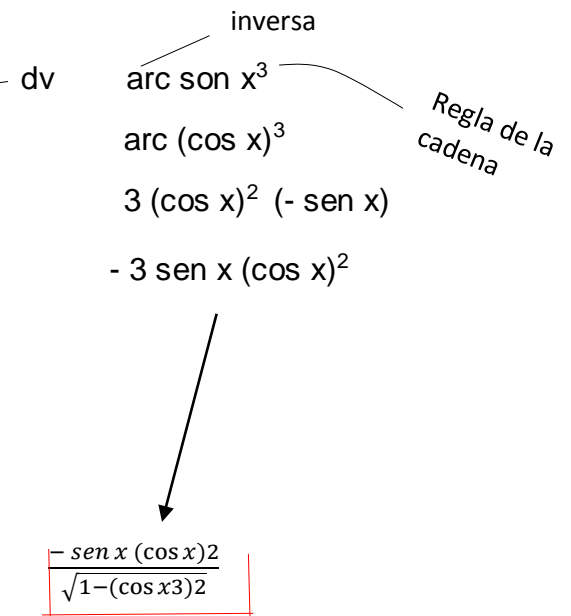 inversa
dv arc son x³
Regla de la
cadena
arc (cos x)³
3 (cos x)² (- sen x)
- 3 sen x (cos x)²
− sen x (cos x)2
√1−(cos x3)2